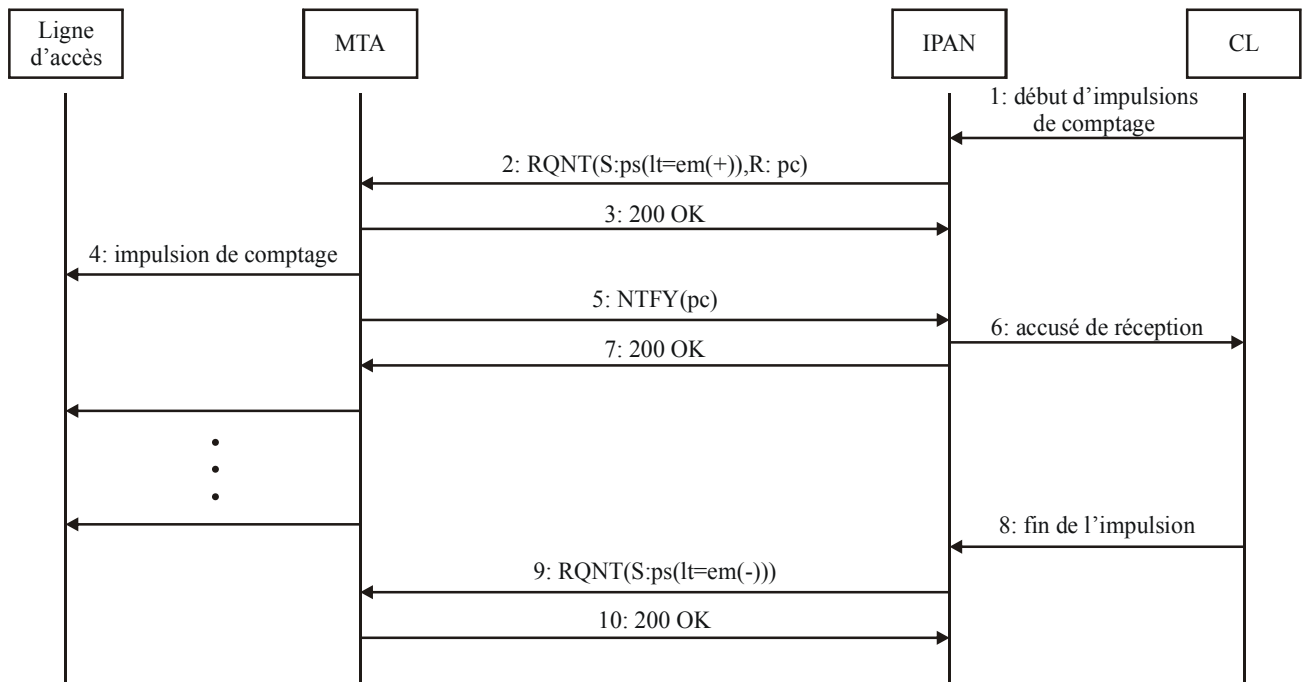 Ligne
d’accès
MTA
IPAN
CL
1: début d’impulsions
de comptage
2: RQNT(S:ps(lt=em(+)),R: pc)
3: 200 OK
4: impulsion de comptage
5: NTFY(pc)
6: accusé de réception
7: 200 OK
8: fin de l’impulsion
9: RQNT(S:ps(lt=em(-)))
10: 200 OK